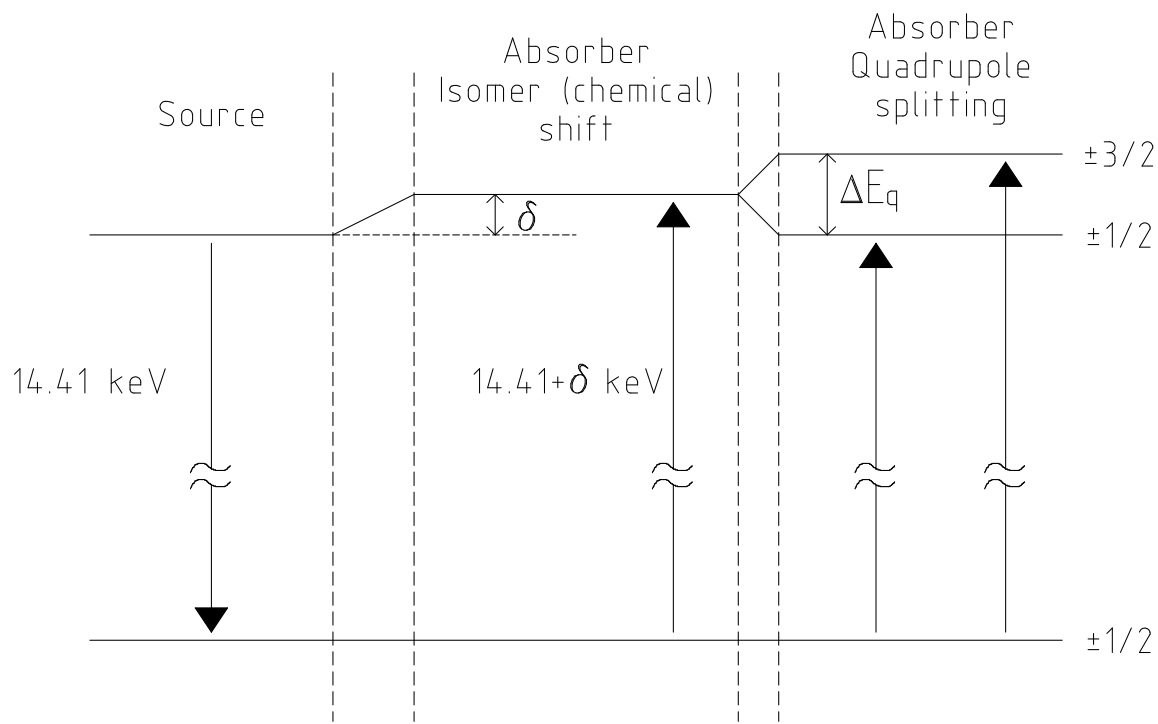 Source
Absorber
Isomer (chemical)
shift
Absorber
Quadrupole
splitting
±3/2
ΔEq
δ
±1/2
14.41 keV
14.41+δ keV
±1/2